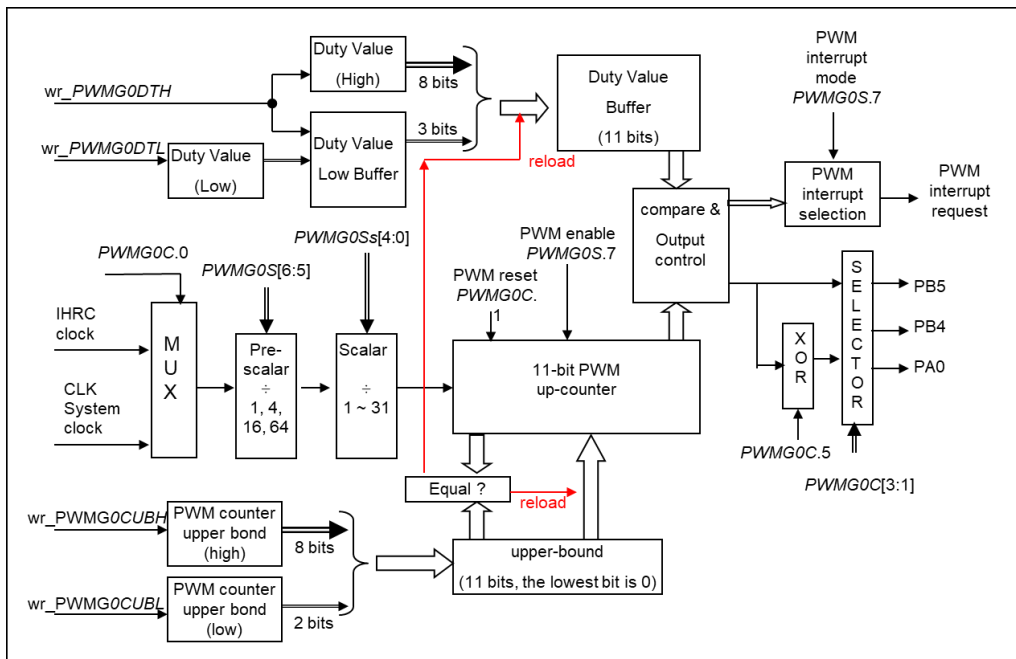 Duty Value
(High)
8 bits
wr_PWMG0DTH
wr_PWMG0DTL
Duty Value
(Low)
Duty Value
Low Buffer
3 bits
Duty Value
Buffer
(11 bits)
reload
PWM
interrupt
mode
PWMG0S.7
PWM
interrupt
selection
PWM
interrupt
request
compare &
Output
control
PWMG0C.0
PWMG0S[6:5]
PWMG0Ss[4:0]
PWM reset
PWMG0C.
1
PWM enable
PWMG0S.7
IHRC
clock
CLK
System
clock
MUX
Pre-
scalar
÷
1, 4,
16, 64
Scalar
÷
1 ~ 31
11-bit PWM
up-counter
XOR
SELECTOR
PB5
PB4
PA0
PWMG0C.5
PWMG0C[3:1]
Equal ?
reload
wr_PWMG0CUBH
PWM counter
upper bond
(high)
8 bits
wr_PWMG0CUBL
PWM counter
upper bond
(low)
2 bits
upper-bound
(11 bits, the lowest bit is 0)